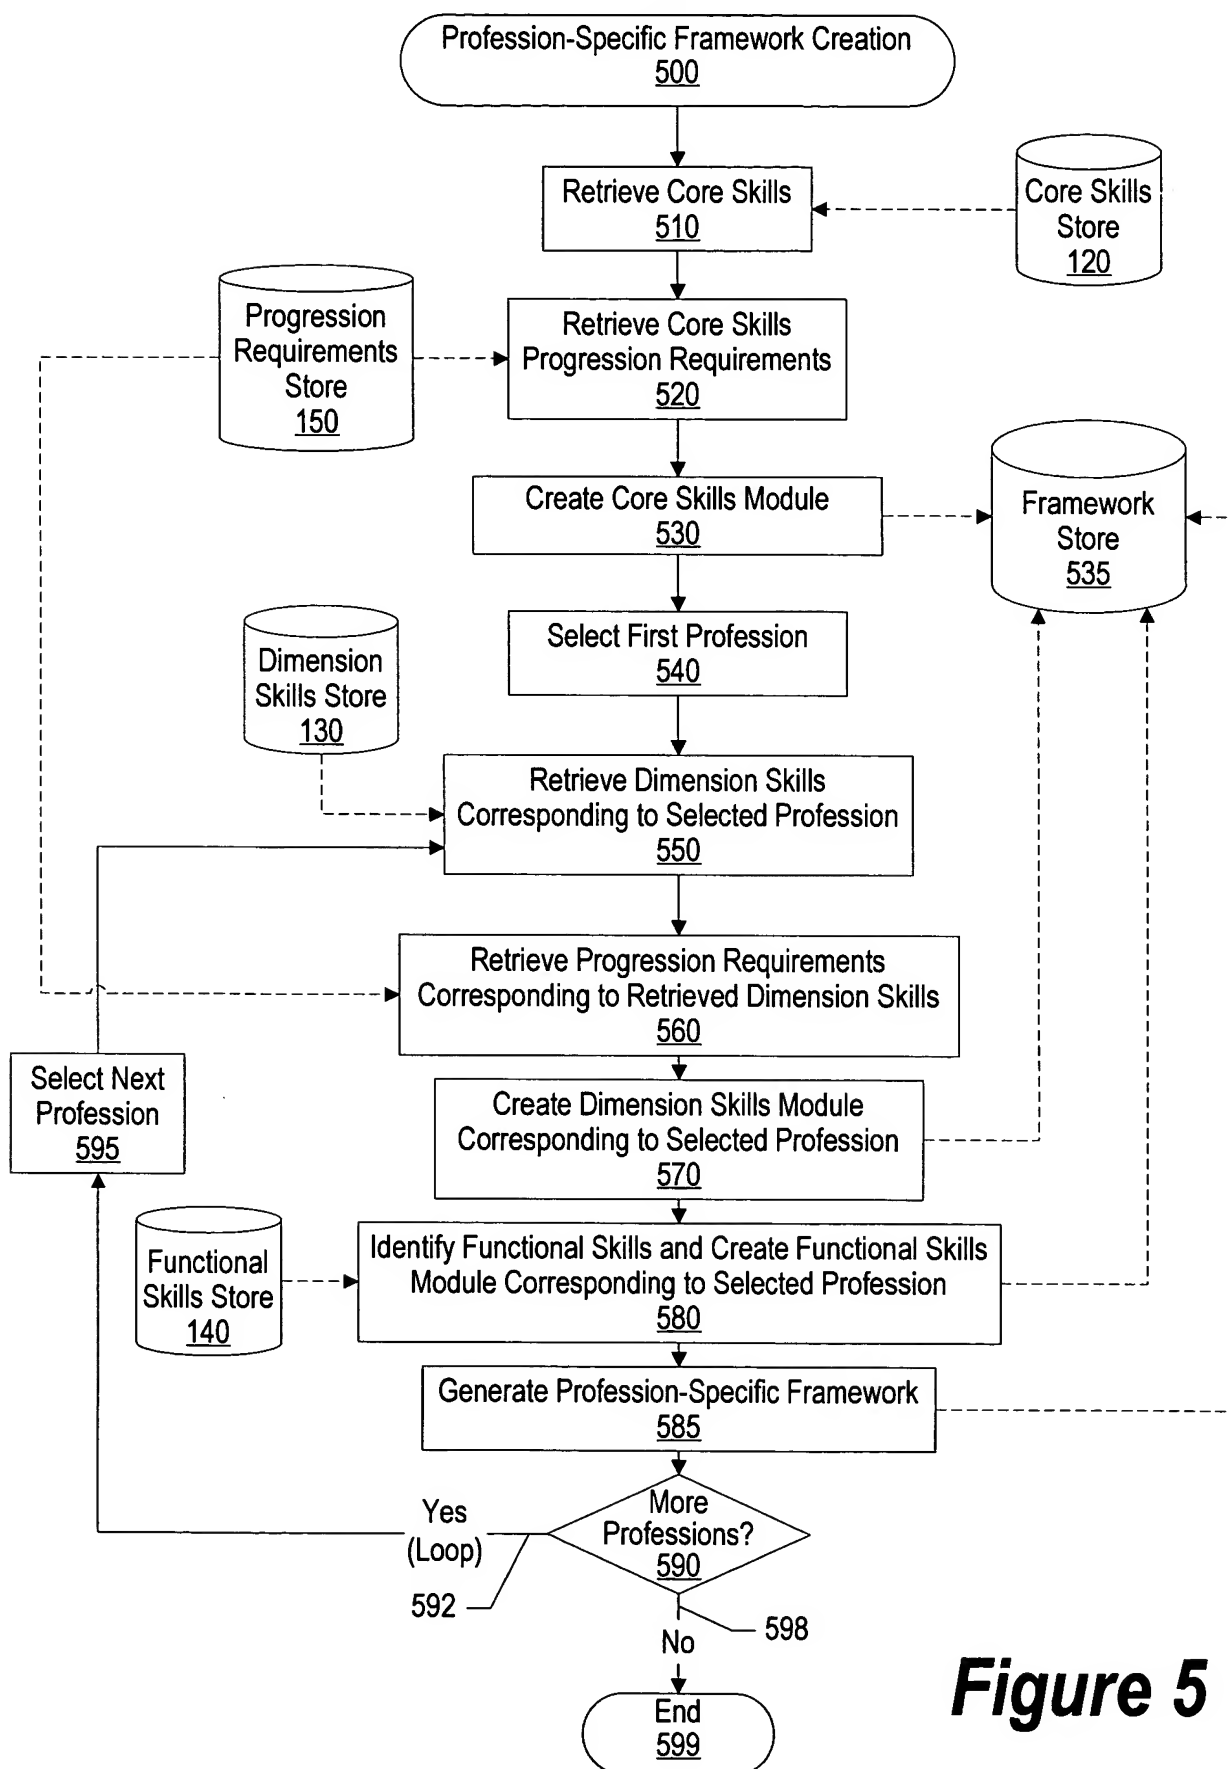 Profession-Specific Framework Creation
500
Retrieve Core Skills
510
Core Skills
Store
120
Progression
Requirements
Store
150
Retrieve Core Skills
Progression Requirements
520
Create Core Skills Module
530
Framework
Store
535
Select First Profession
540
Dimension
Skills Store
130
Retrieve Dimension Skills
Corresponding to Selected Profession
550
Retrieve Progression Requirements
Corresponding to Retrieved Dimension Skills
560
Select Next
Profession
595
Create Dimension Skills Module
Corresponding to Selected Profession
570
Functional
Skills Store
140
Identify Functional Skills and Create Functional Skills
Module Corresponding to Selected Profession
580
Generate Profession-Specific Framework
585
More
Professions?
590
Yes
(Loop)
592
598
No
End
599
Figure 5